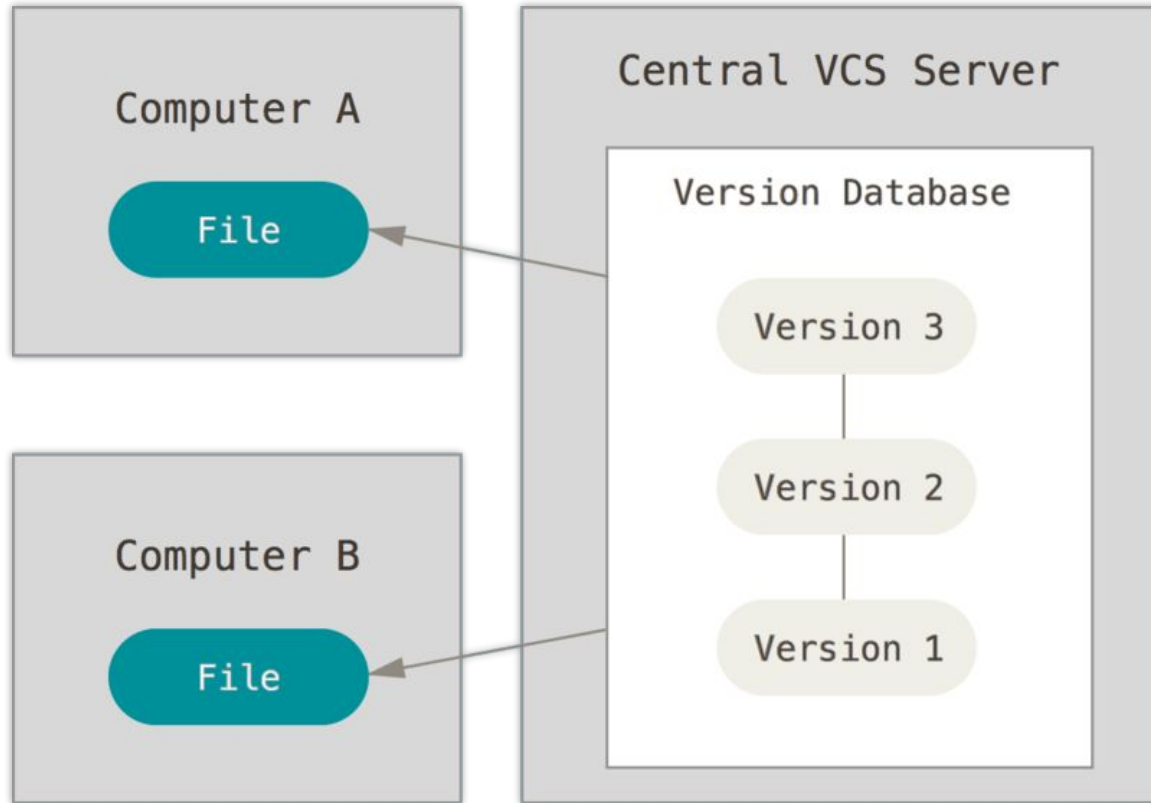 Computer A
File
Computer B
File
Central VCS Server
Version Database
Version 3
Version 2
Version 1